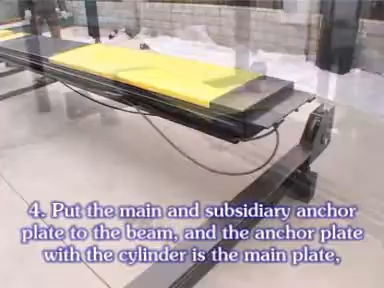 4. Put the main and subsidiary anchor
plate to the beam, and the anchor plate
with the cylinder is the main plate,